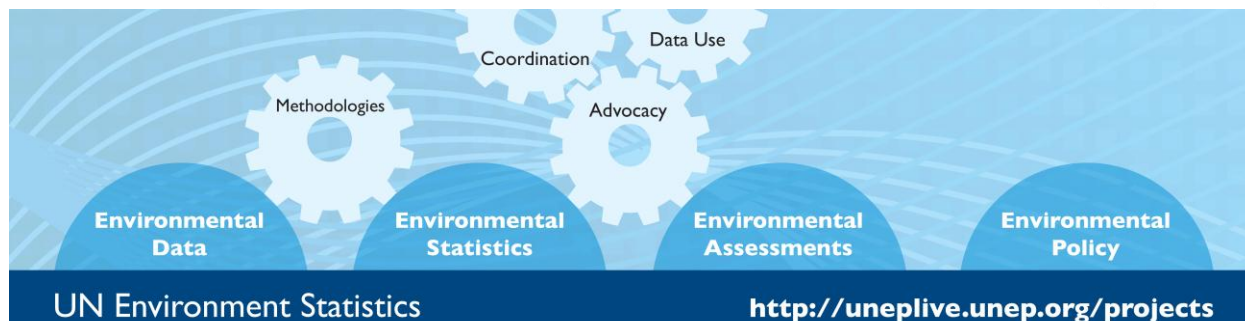 Data Use
Coordination
Methodologies
Advocacy
Environmental
Data
Environmental
Statistics
Environmental
Assessments
Environmental
Policy
UN Environment Statistics
http://uneplive.unep.org/projects